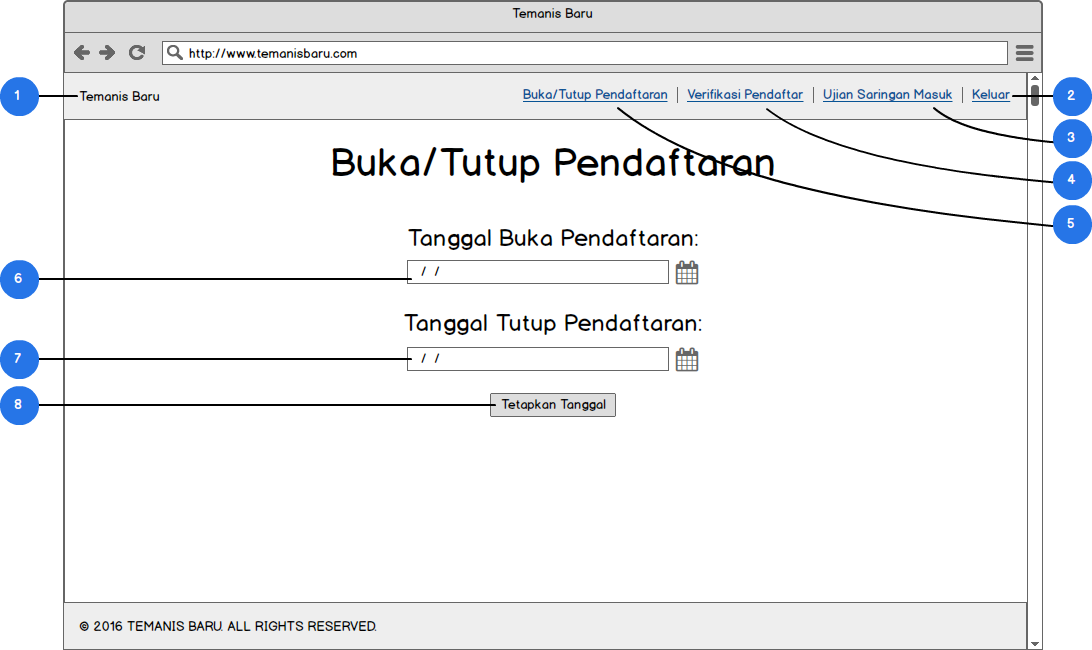 Temanis Baru
http://www.temanisbaru.com
1
Temanis Baru
Buka/Tutup Pendaftaran | Verifikasi Pendaftar | Ujian Saringan Masuk | Keluar
2
3
4
5
Buka/Tutup Pendaftaran
Tanggal Buka Pendaftaran:
6
/ /
Tanggal Tutup Pendaftaran:
7
/ /
8
Tetapkan Tanggal
© 2016 TEMANIS BARU. ALL RIGHTS RESERVED.